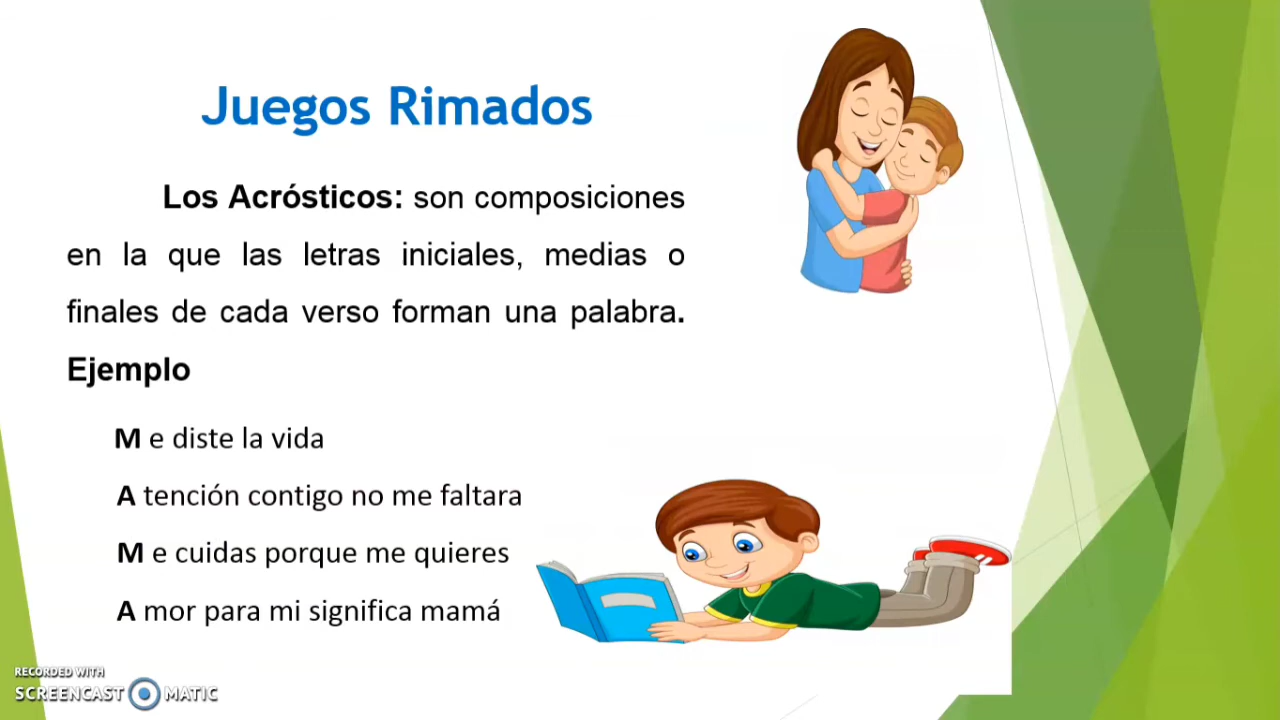 Juegos Rimados
Los Acrósticos: son composiciones
en la que las letras iniciales, medias o
finales de cada verso forman una palabra.
Ejemplo
M e diste la vida
A tención contigo no me faltara
M e cuidas porque me quieres
A mor para mi significa mamá
RECORDED WITH
SCREENCAST MATIC